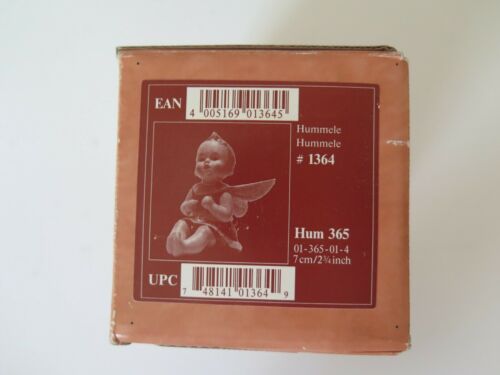 EAN
4 005169 013645
Hummele
Hummele
# 1364
Hum 365
01-365-01-4
7 cm/2¾ inch
UPC
7 48141 01364 9